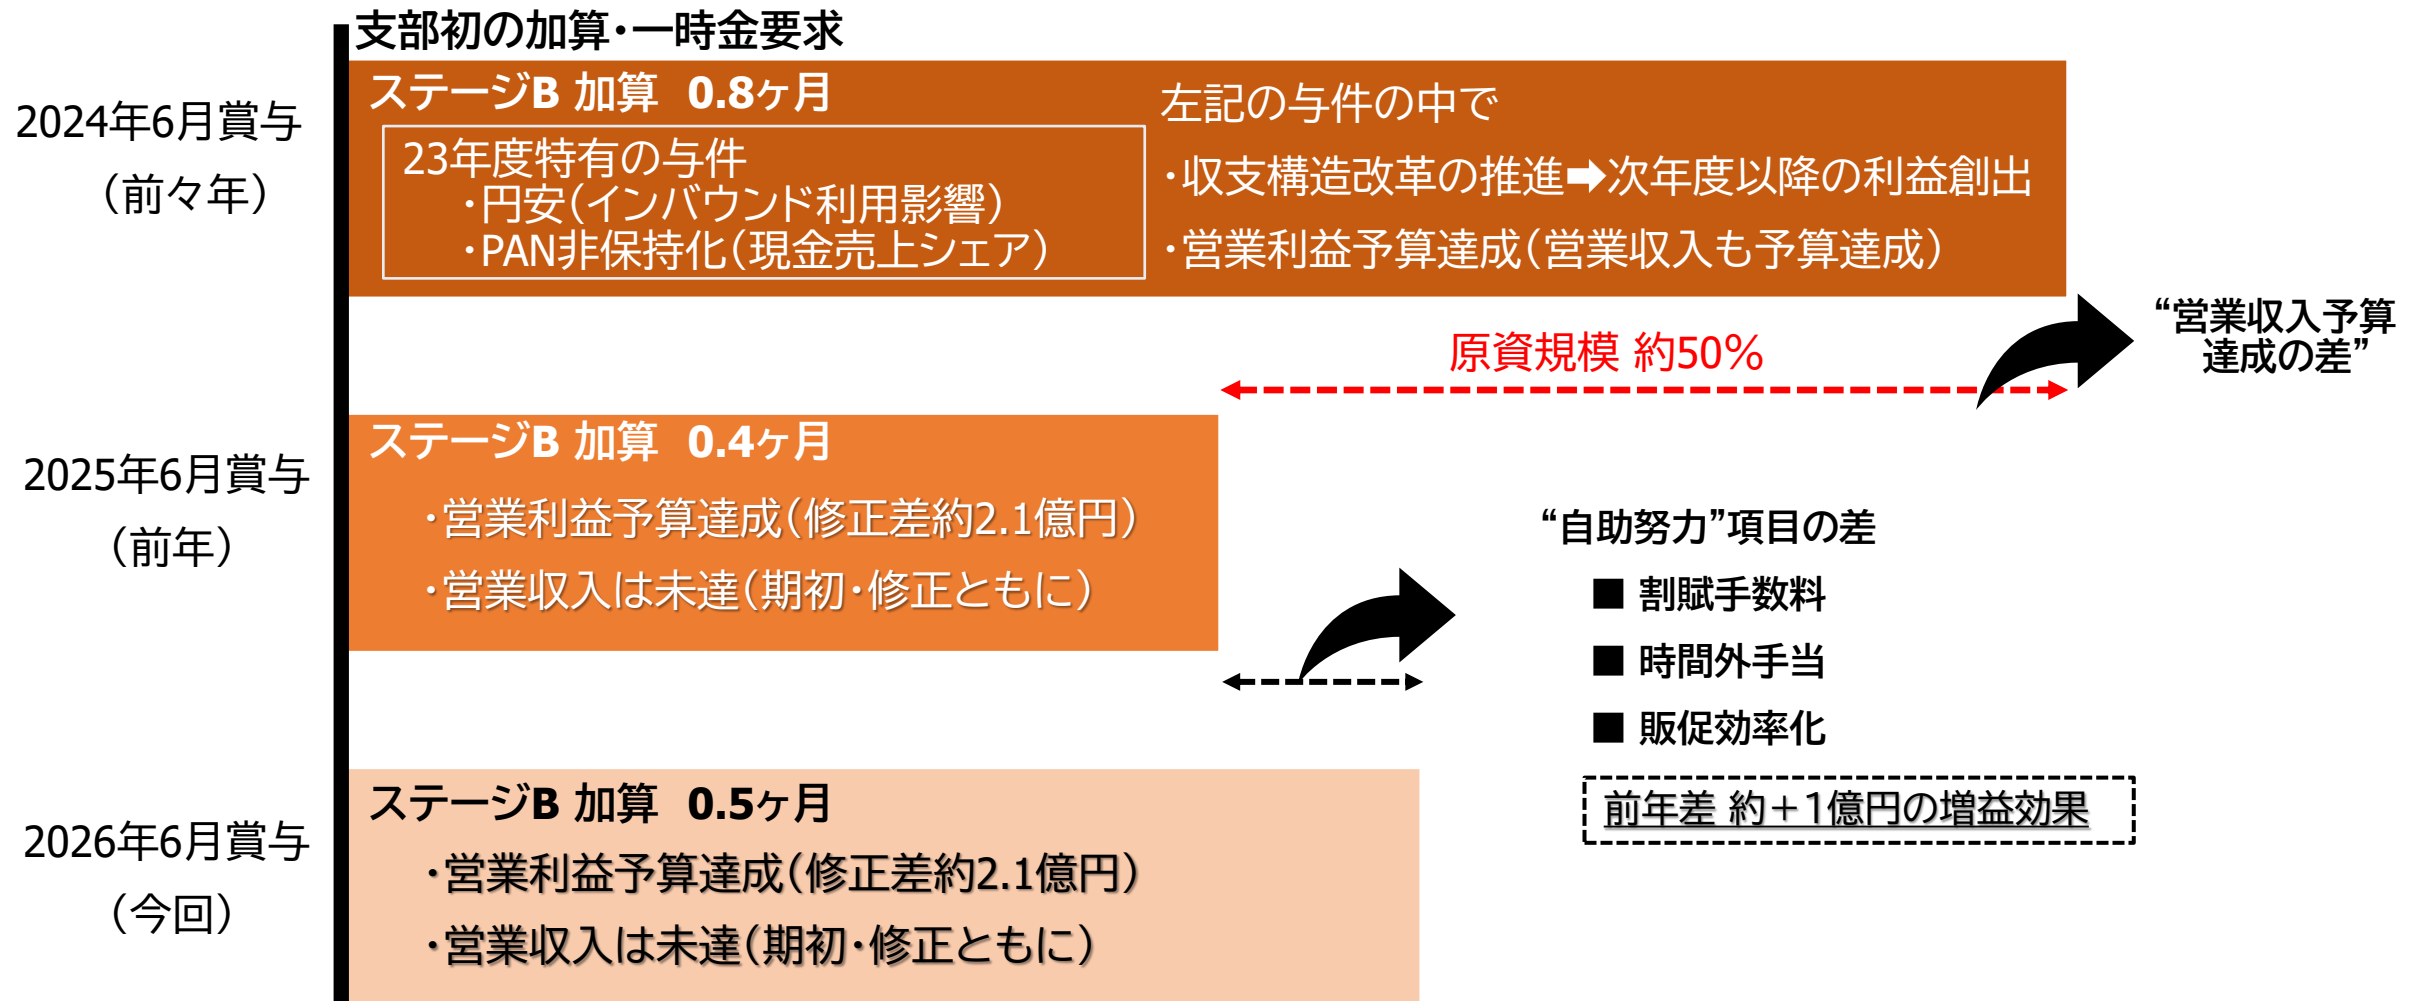 支部初の加算･一時金要求
2024年6月賞与
（前々年）
ステージB 加算 0.8ヶ月
23年度特有の与件
･円安（インバウンド利用影響）
･PAN非保持化（現金売上シェア）
左記の与件の中で
･収支構造改革の推進➡次年度以降の利益創出
･営業利益予算達成（営業収入も予算達成）
原資規模 約50％
“営業収入予算
達成の差”
2025年6月賞与
（前年）
ステージB 加算 0.4ヶ月
･営業利益予算達成（修正差約2.1億円）
･営業収入は未達（期初･修正ともに）
“自助努力”項目の差
■ 割賦手数料
■ 時間外手当
■ 販促効率化
前年差 約＋1億円の増益効果
2026年6月賞与
（今回）
ステージB 加算 0.5ヶ月
･営業利益予算達成（修正差約2.1億円）
･営業収入は未達（期初･修正ともに）